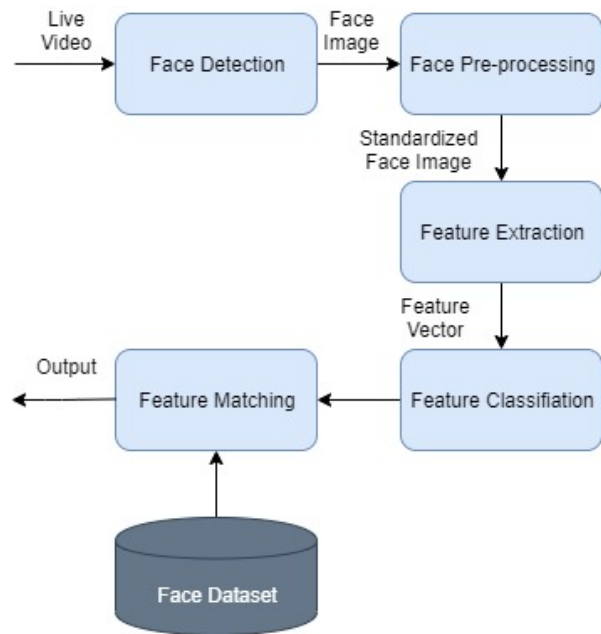 Live
Video
Face Detection
Face
Image
Face Pre-processing
Standardized
Face Image
Feature Extraction
Feature
Vector
Feature Classifiation
Feature Matching
Output
Face Dataset